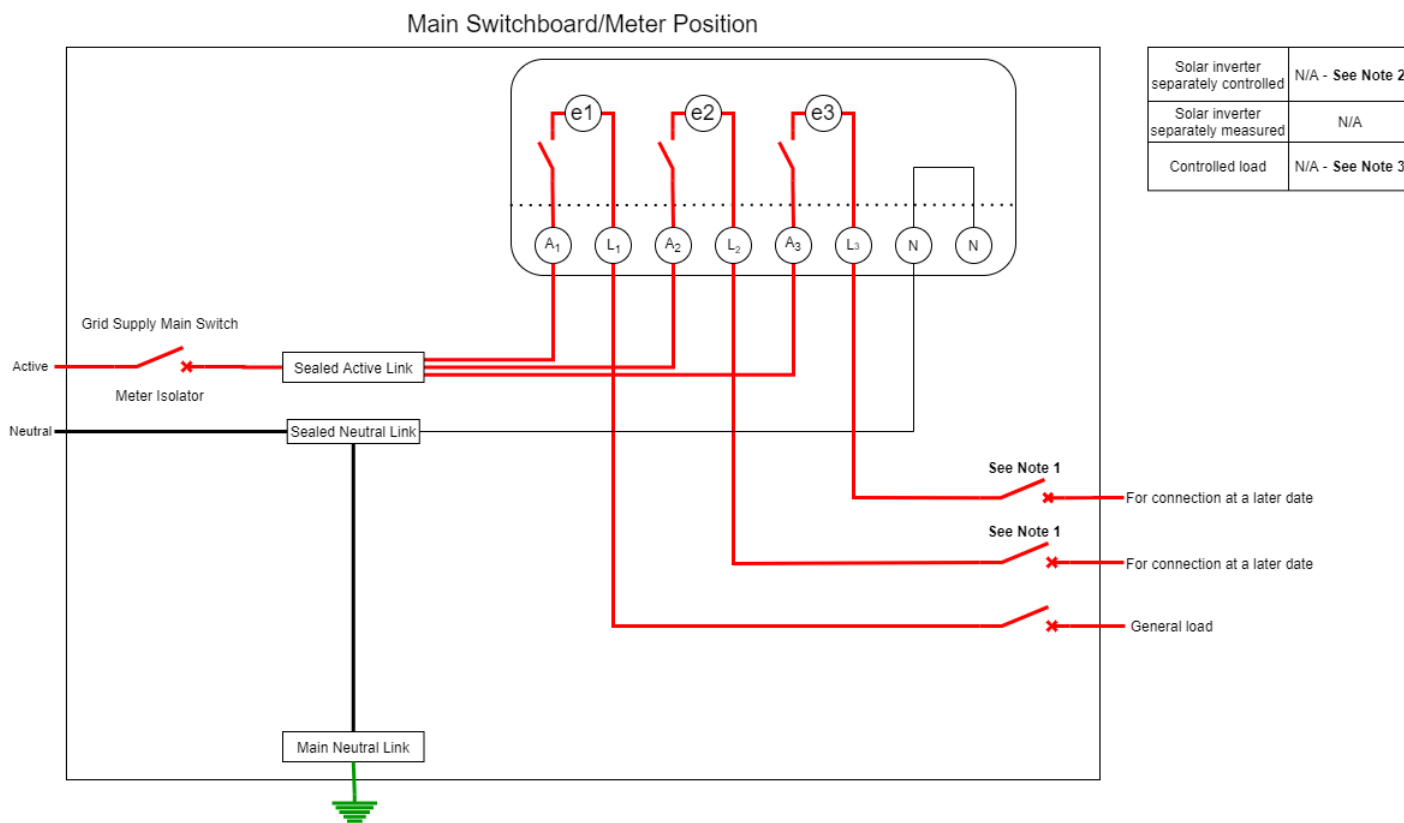 Main Switchboard/Meter Position
Solar inverter
separately controlled
N/A - See Note 2
Solar inverter
separately measured
N/A
Controlled load
N/A - See Note 3
e1
e2
e3
A1
L1
A2
L2
A3
L3
N
N
Grid Supply Main Switch
Active
Sealed Active Link
Meter Isolator
Neutral
Sealed Neutral Link
See Note 1
For connection at a later date
See Note 1
For connection at a later date
General load
Main Neutral Link